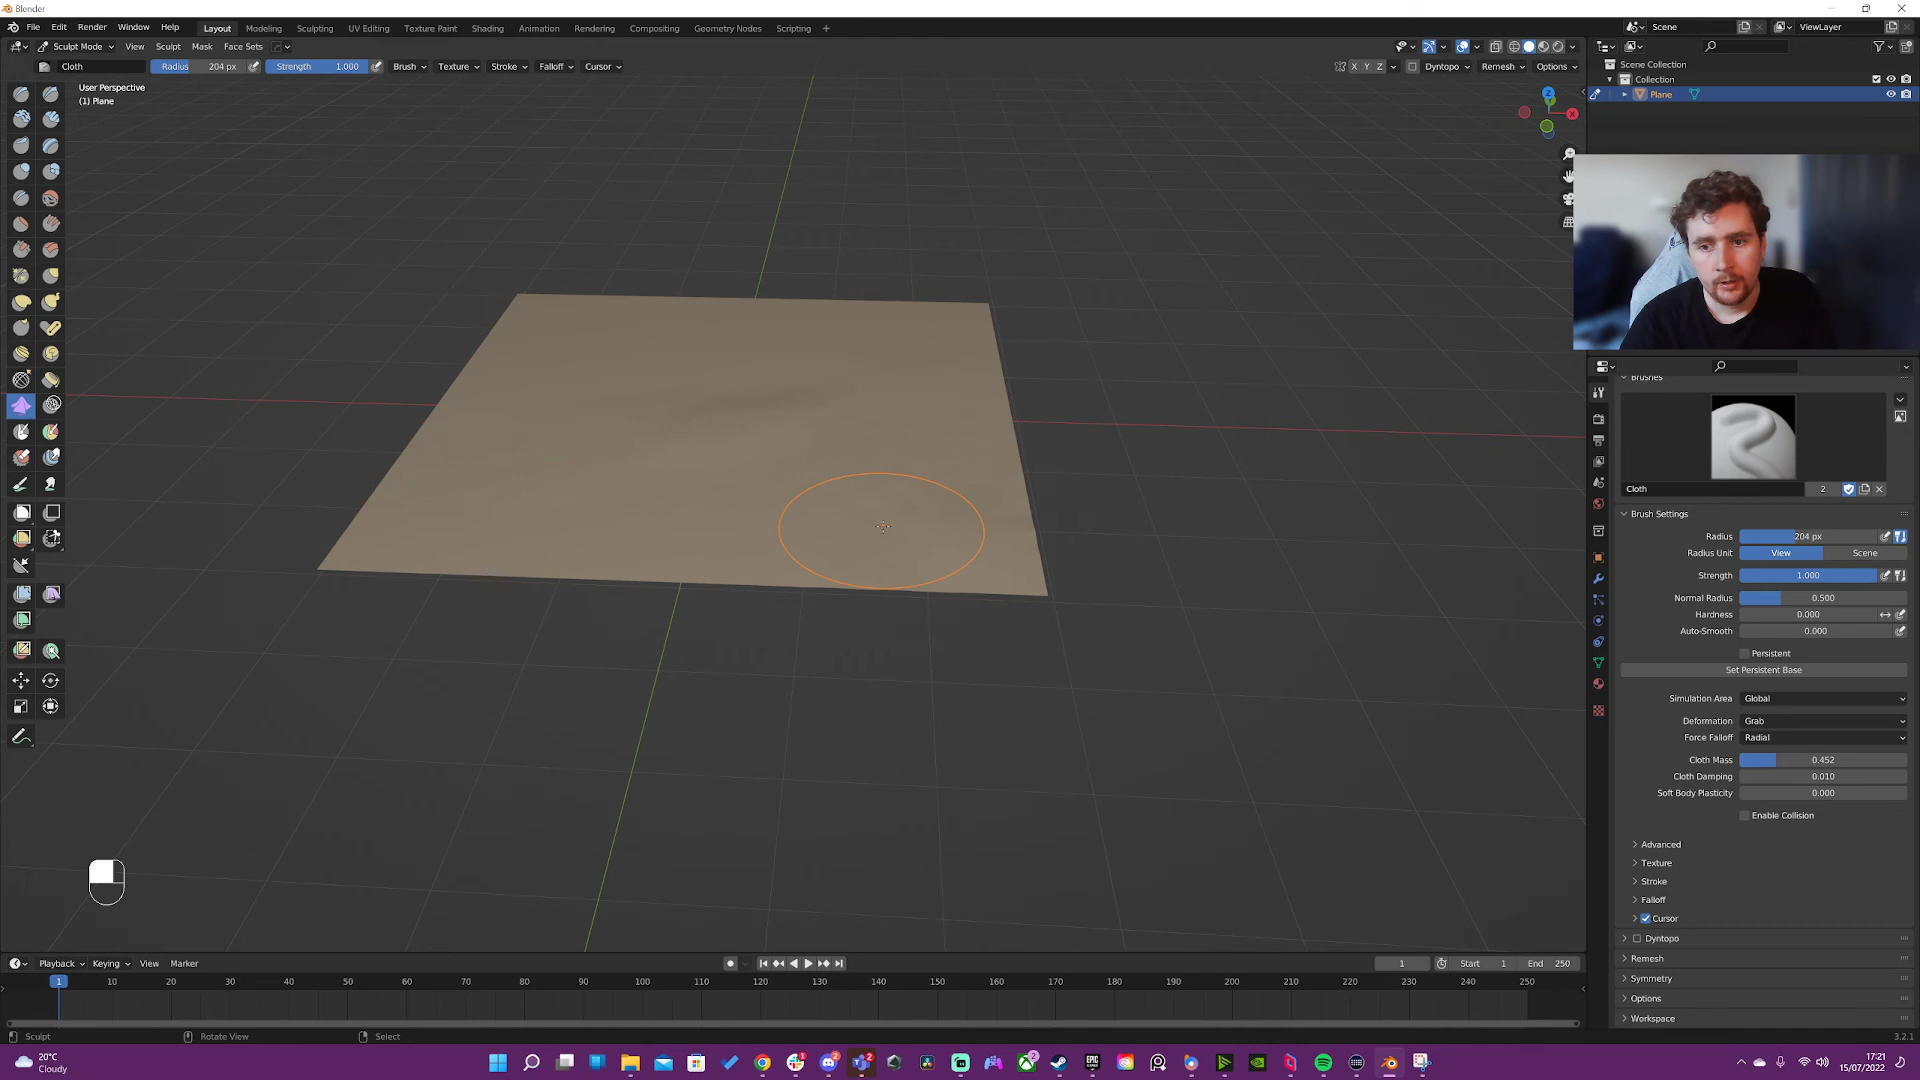 Blender
File Edit Render Window Help Layout Modeling Sculpting UV Editing Texture Paint Shading Animation Rendering Compositing Geometry Nodes Scripting + Scene ViewLayer
Sculpt Mode View Sculpt Mask Face Sets
Cloth Radius 204 px Strength 1.000 Brush Texture Stroke Falloff Cursor X Y Z Dyntopo Remesh Options
User Perspective
(1) Plane
Z
X
Scene Collection
Collection
Plane
Brushes
Cloth 2
Brush Settings
Radius 204 px
Radius Unit View Scene
Strength 1.000
Normal Radius 0.500
Hardness 0.000
Auto-Smooth 0.000
Persistent
Set Persistent Base
Simulation Area Global
Deformation Grab
Force Falloff Radial
Cloth Mass 0.452
Cloth Damping 0.010
Soft Body Plasticity 0.000
Enable Collision
Advanced
Texture
Stroke
Falloff
Cursor
Dyntopo
Remesh
Symmetry
Options
Workspace
Playback Keying View Marker 1 Start 1 End 250
1 10 20 30 40 50 60 70 80 90 100 110 120 130 140 150 160 170 180 190 200 210 220 230 240 250
Sculpt Rotate View Select 3.2.1
20°C
Cloudy
17:21
15/07/2022